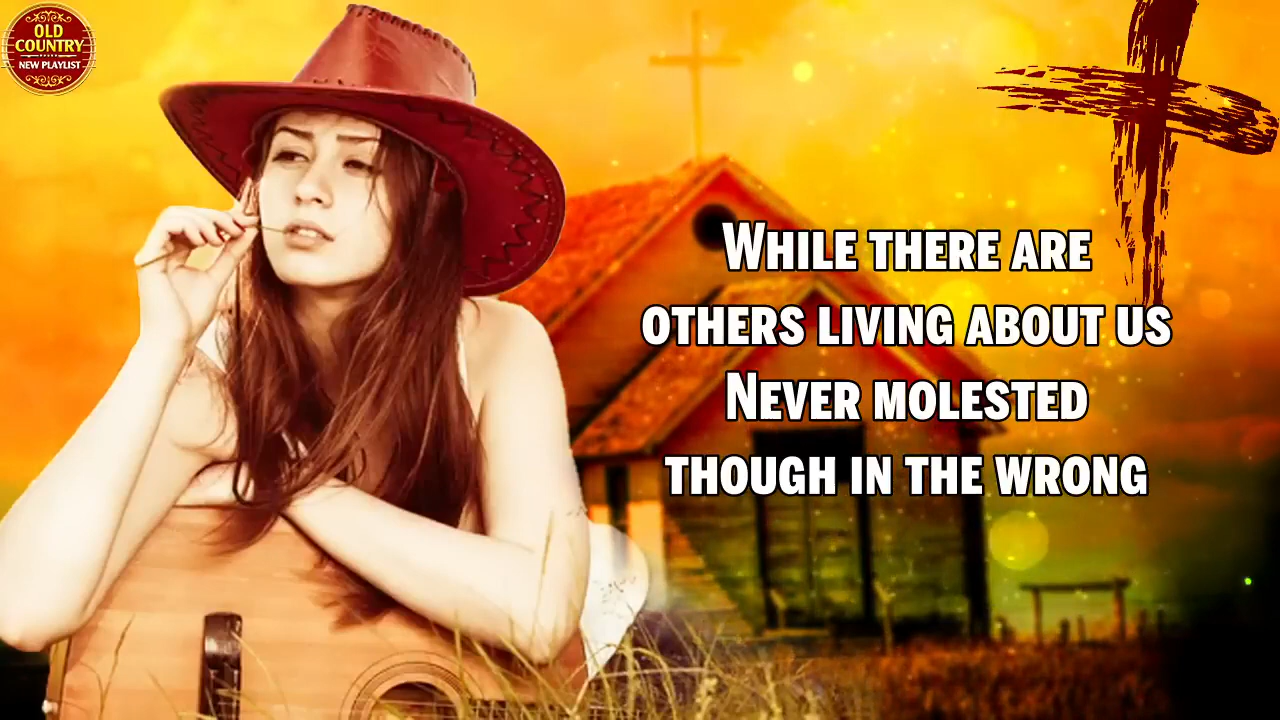 OLD
COUNTRY
NEW PLAYLIST
WHILE THERE ARE
OTHERS LIVING ABOUT US
NEVER MOLESTED
THOUGH IN THE WRONG